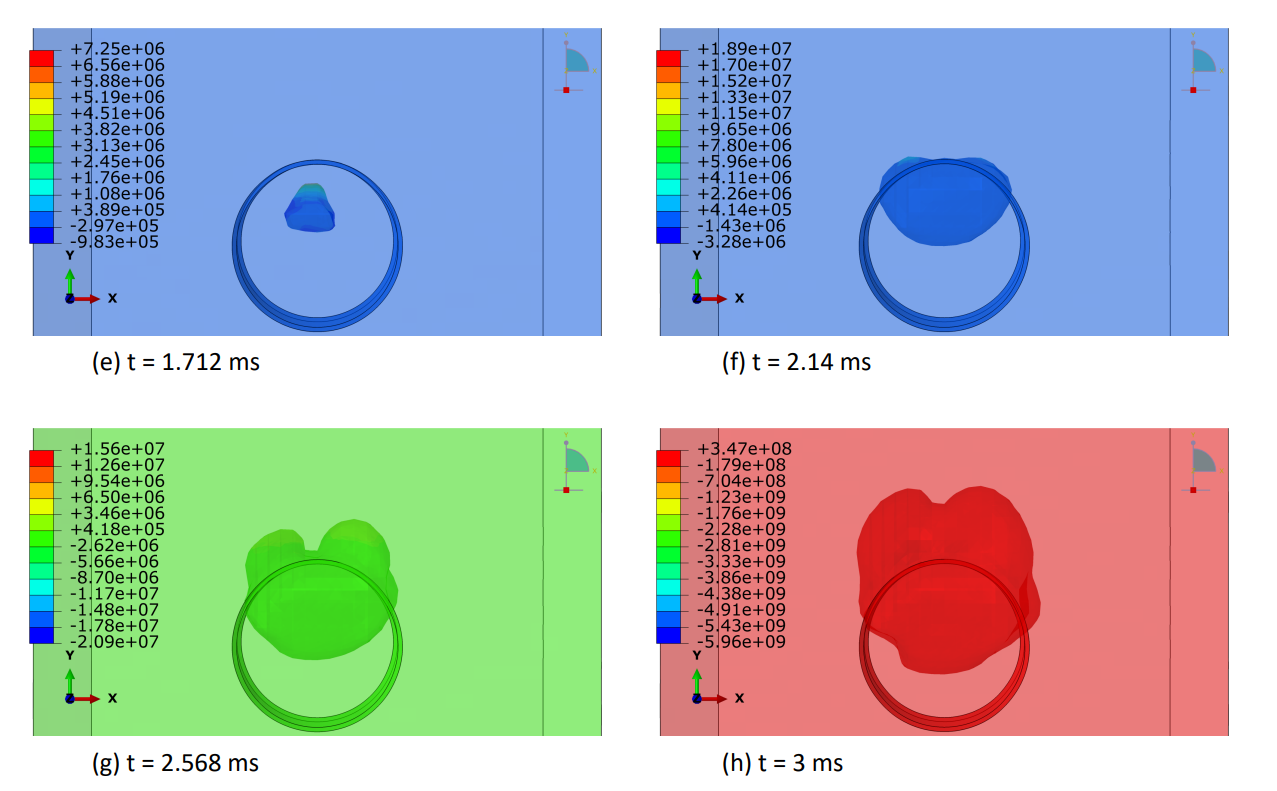 +7.25e+06
+6.56e+06
+5.88e+06
+5.19e+06
+4.51e+06
+3.82e+06
+3.13e+06
+2.45e+06
+1.76e+06
+1.08e+06
+3.89e+05
-2.97e+05
-9.83e+05
Y
X
(e) t = 1.712 ms
+1.89e+07
+1.70e+07
+1.52e+07
+1.33e+07
+1.15e+07
+9.65e+06
+7.80e+06
+5.96e+06
+4.11e+06
+2.26e+06
+4.14e+05
-1.43e+06
-3.28e+06
Y
X
(f) t = 2.14 ms
+1.56e+07
+1.26e+07
+9.54e+06
+6.50e+06
+3.46e+06
+4.18e+05
-2.62e+06
-5.66e+06
-8.70e+06
-1.17e+07
-1.48e+07
-1.78e+07
-2.09e+07
Y
X
(g) t = 2.568 ms
+3.47e+08
-1.79e+08
-7.04e+08
-1.23e+09
-1.76e+09
-2.28e+09
-2.81e+09
-3.33e+09
-3.86e+09
-4.38e+09
-4.91e+09
-5.43e+09
-5.96e+09
Y
X
(h) t = 3 ms